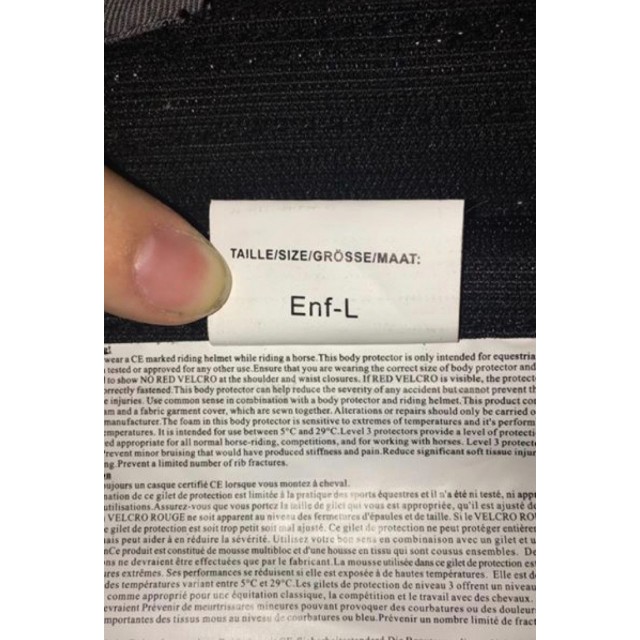 TAILLE/SIZE/GRÖSSE/MAAT:
Enf-L
wear a CE marked riding helmet while riding a horse.This body protector is only intended for equestria
tested or approved for any other use.Ensure that you are wearing the correct size of body protector and
to show NO RED VELCRO at the shoulder and waist closures. If RED VELCRO is visible, the protect
rrectly fastened.This body protector can help reduce the severity of any accident but cannot prevent th
e injuries. Use common sense in combination with a body protector and riding helmet.This product co
am and a fabric garment cover, which are sewn together. Alterations or repairs should only be carried o
manufacturer.The foam in this body protector is sensitive to extremes of temperatures and it's perform
emperatures. It is intended for use between 5°C and 29°C.Level 3 protectors provide a level of protecti
ed appropriate for all normal horse-riding, competitions, and for working with horses. Level 3 protect
Prevent minor bruising that would have produced stiffness and pain.Reduce significant soft tissue injur
ng.Prevent a limited number of rib fractures.
en
oujours un casque certifié CE lorsque vous montez à cheval.
nation de ce gilet de protection est limitée à la pratique des sports équestres et il n'a été ni testé, ni appr
utilisations.Assurez-vous que vous portez la taille de gilet qui vous est appropriée, qu'il est ajusté de
VELCRO ROUGE ne soit apparent au niveau des fermetures d'épaules et de taille. Si le VELCRO RO
e gilet de protection est soit trop petit soit mal ajusté. Ce gilet de protection ne peut protéger entière
ais peut aider à en réduire la sévérité. Utilisez votre bon sens en combinaison avec un gilet et u
nCe produit est constitué de mousse multibloc et d'une housse en tissu qui sont cousus ensembles. De
ons ne devraient être effectuées que par le fabricant.La mousse utilisée dans ce gilet de protection est
ures extrêmes. Ses performances se réduisent si elle est exposée à de hautes températures. Elle est d
des températures variant entre 5°C et 29°C. Les gilets de protection de niveau 3 offrent un niveau
comme approprié pour une équitation classique, la compétition et le travail avec des chevaux.
evraient Prévenir de meurtrissures mineures pouvant provoquer des courbatures ou des douleur
mportantes des tissus mous au niveau de courbatures ou bleu.Prévenir un nombre limité de fract